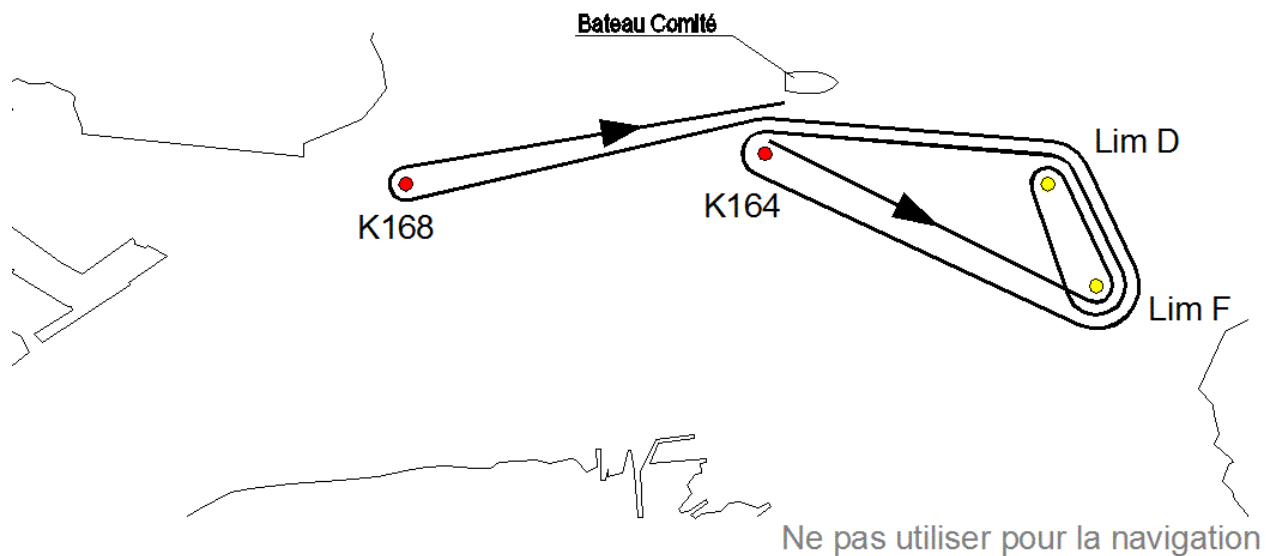 Bateau Comité
Lim D
K164
K168
Lim F
Ne pas utiliser pour la navigation